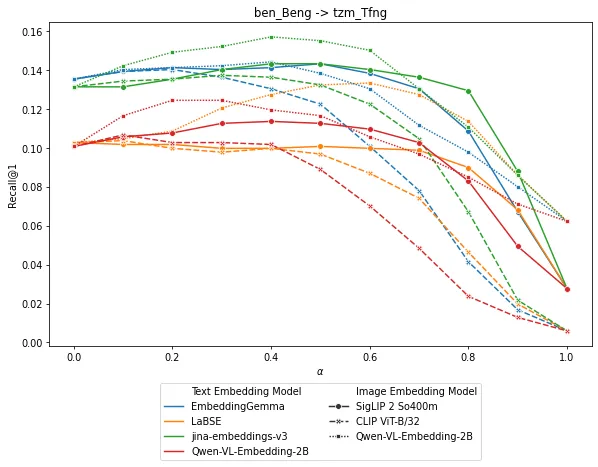 ben_Beng -> tzm_Tfng
0.16
0.14
0.12
0.10
0.08
0.06
0.04
0.02
0.00
Recall@1
0.0 0.2 0.4 0.6 0.8 1.0
α
Text Embedding Model Image Embedding Model
EmbeddingGemma SigLIP 2 So400m
LaBSE CLIP ViT-B/32
jina-embeddings-v3 Qwen-VL-Embedding-2B
Qwen-VL-Embedding-2B